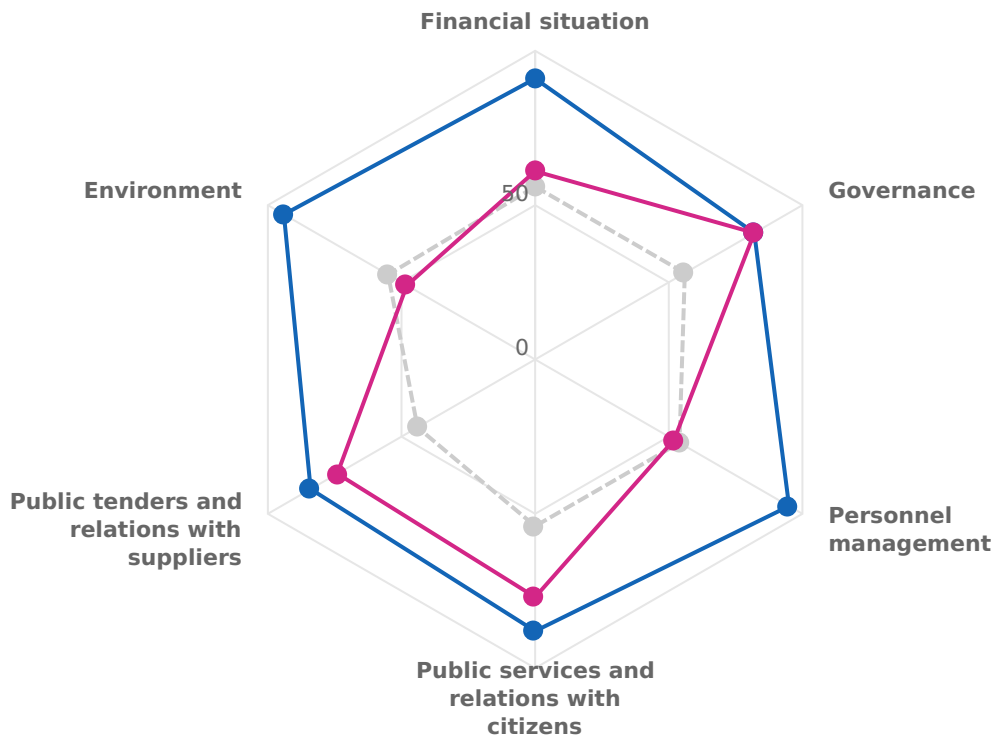 Financial situation
Environment
50
Governance
0
Public tenders and
relations with
suppliers
Personnel
management
Public services and
relations with
citizens